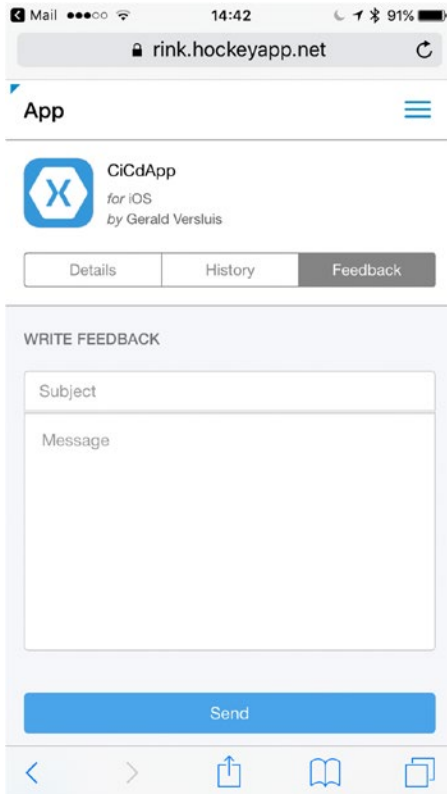 Mail 14:42 91%
rink.hockeyapp.net
App
CiCdApp
for iOS
by Gerald Versluis
Details History Feedback
WRITE FEEDBACK
Subject
Message
Send